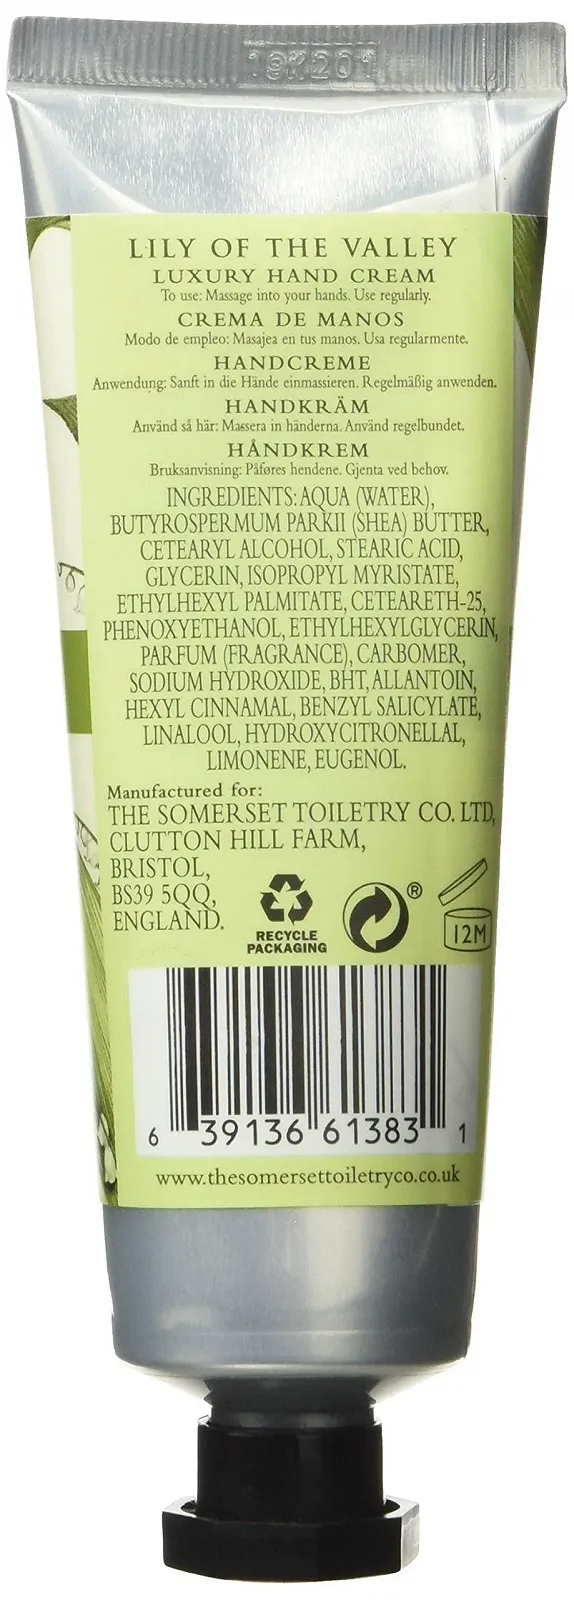 19K201
LILY OF THE VALLEY
LUXURY HAND CREAM
To use: Massage into your hands. Use regularly.
CREMA DE MANOS
Modo de empleo: Masajea en tus manos. Usa regularmente.
HANDCREME
Anwendung: Sanft in die Hände einmassieren. Regelmäßig anwenden.
HANDKRÄM
Använd så här: Massera in händerna. Använd regelbundet.
HÅNDKREM
Bruksanvisning: Påføres hendene. Gjenta ved behov.
INGREDIENTS: AQUA (WATER),
BUTYROSPERMUM PARKII (SHEA) BUTTER,
CETEARYL ALCOHOL, STEARIC ACID,
GLYCERIN, ISOPROPYL MYRISTATE,
ETHYLHEXYL PALMITATE, CETEARETH-25,
PHENOXYETHANOL, ETHYLHEXYLGLYCERIN,
PARFUM (FRAGRANCE), CARBOMER,
SODIUM HYDROXIDE, BHT, ALLANTOIN,
HEXYL CINNAMAL, BENZYL SALICYLATE,
LINALOOL, HYDROXYCITRONELLAL,
LIMONENE, EUGENOL.
Manufactured for:
THE SOMERSET TOILETRY CO. LTD,
CLUTTON HILL FARM,
BRISTOL,
BS39 5QQ,
ENGLAND.
RECYCLE
PACKAGING
®
12M
6 39136 61383 1
www.thesomersettoiletryco.co.uk